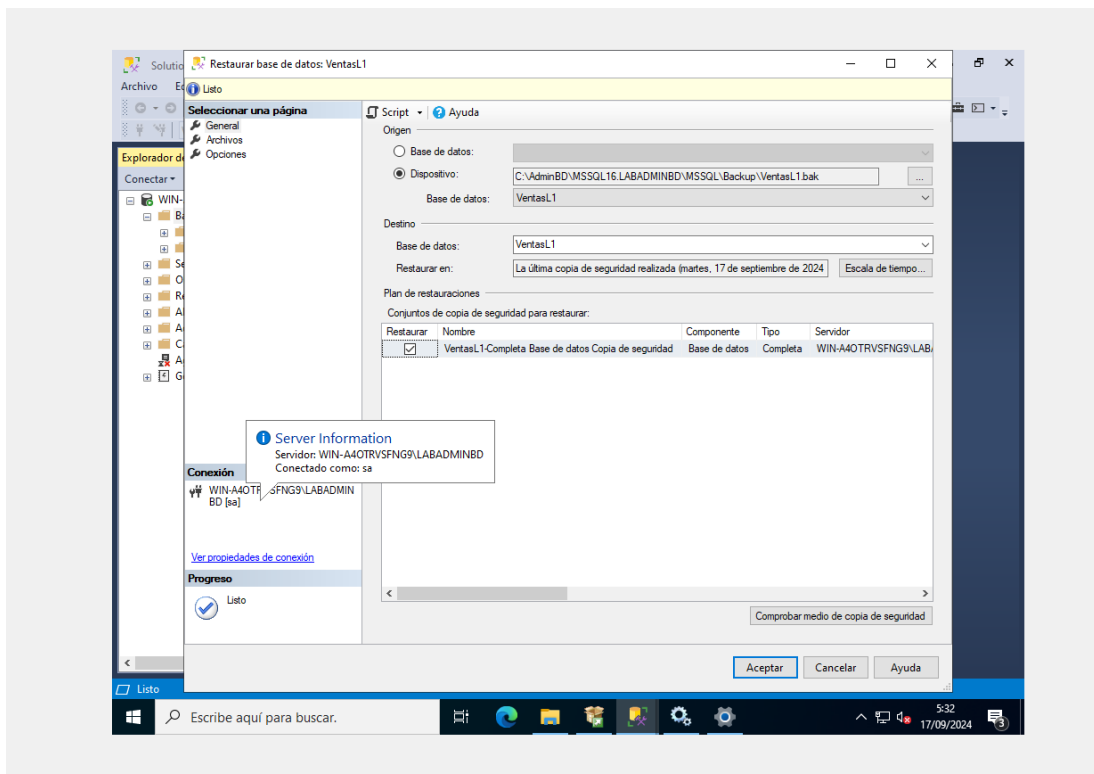 Solutio
Restaurar base de datos: VentasL1
Archivo
Listo
Seleccionar una página
General
Archivos
Opciones
Script
Ayuda
Origen
Base de datos:
Dispositivo:
C:\AdminBD\MSSQL16.LABADMINBD\MSSQL\Backup\VentasL1.bak
...
Base de datos:
VentasL1
Destino
Base de datos:
VentasL1
Restaurar en:
La última copia de seguridad realizada (martes, 17 de septiembre de 2024
Escala de tiempo...
Plan de restauraciones
Conjuntos de copia de seguridad para restaurar:
Restaurar Nombre Componente Tipo Servidor
VentasL1-Completa Base de datos Copia de seguridad Base de datos Completa WIN-A4OTRVSFNG9\LAB
Explorador d
Conectar
WIN-
Server Information
Servidor: WIN-A4OTRVSFNG9\LABADMINBD
Conectado como: sa
Conexión
BD [sa]
Ver propiedades de conexión
Progreso
Listo
Comprobar medio de copia de seguridad
Aceptar Cancelar Ayuda
Listo
Escribe aquí para buscar.
5:32
17/09/2024
3